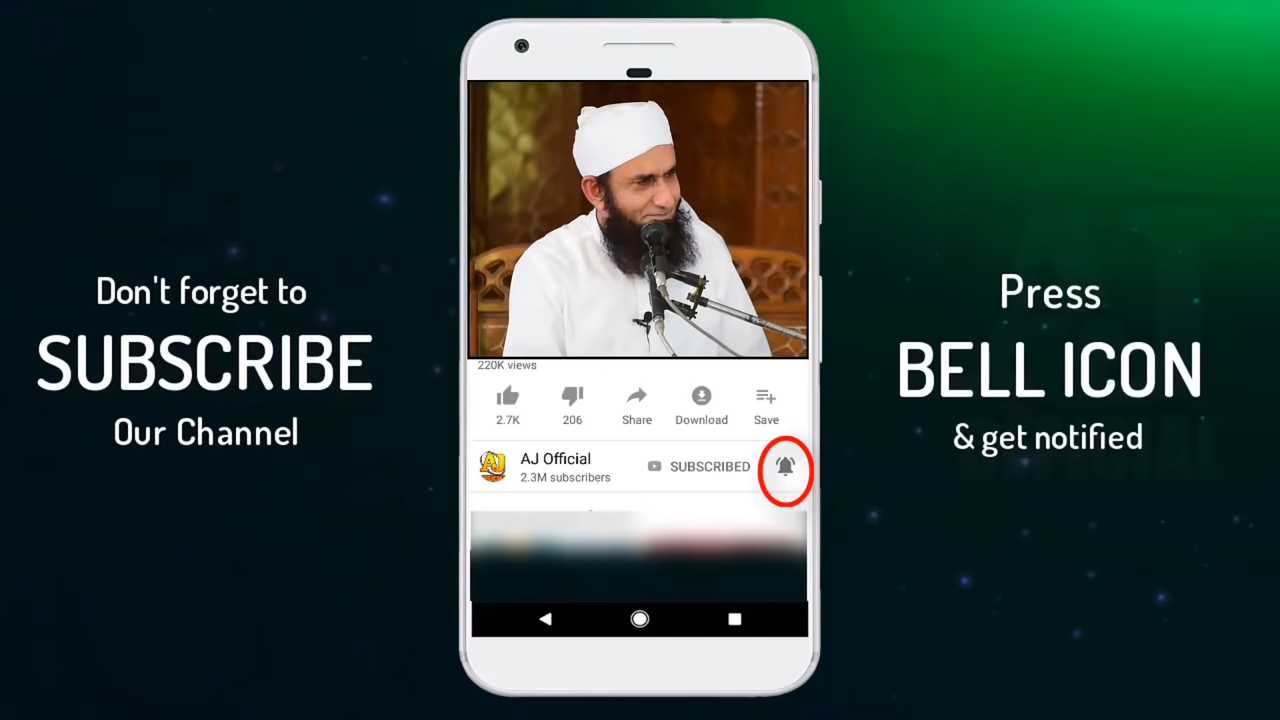 Don't forget to
SUBSCRIBE
Our Channel
220K views
2.7K
206
Share
Download
Save
AJ
AJ Official
2.3M subscribers
SUBSCRIBED
Press
BELL ICON
& get notified